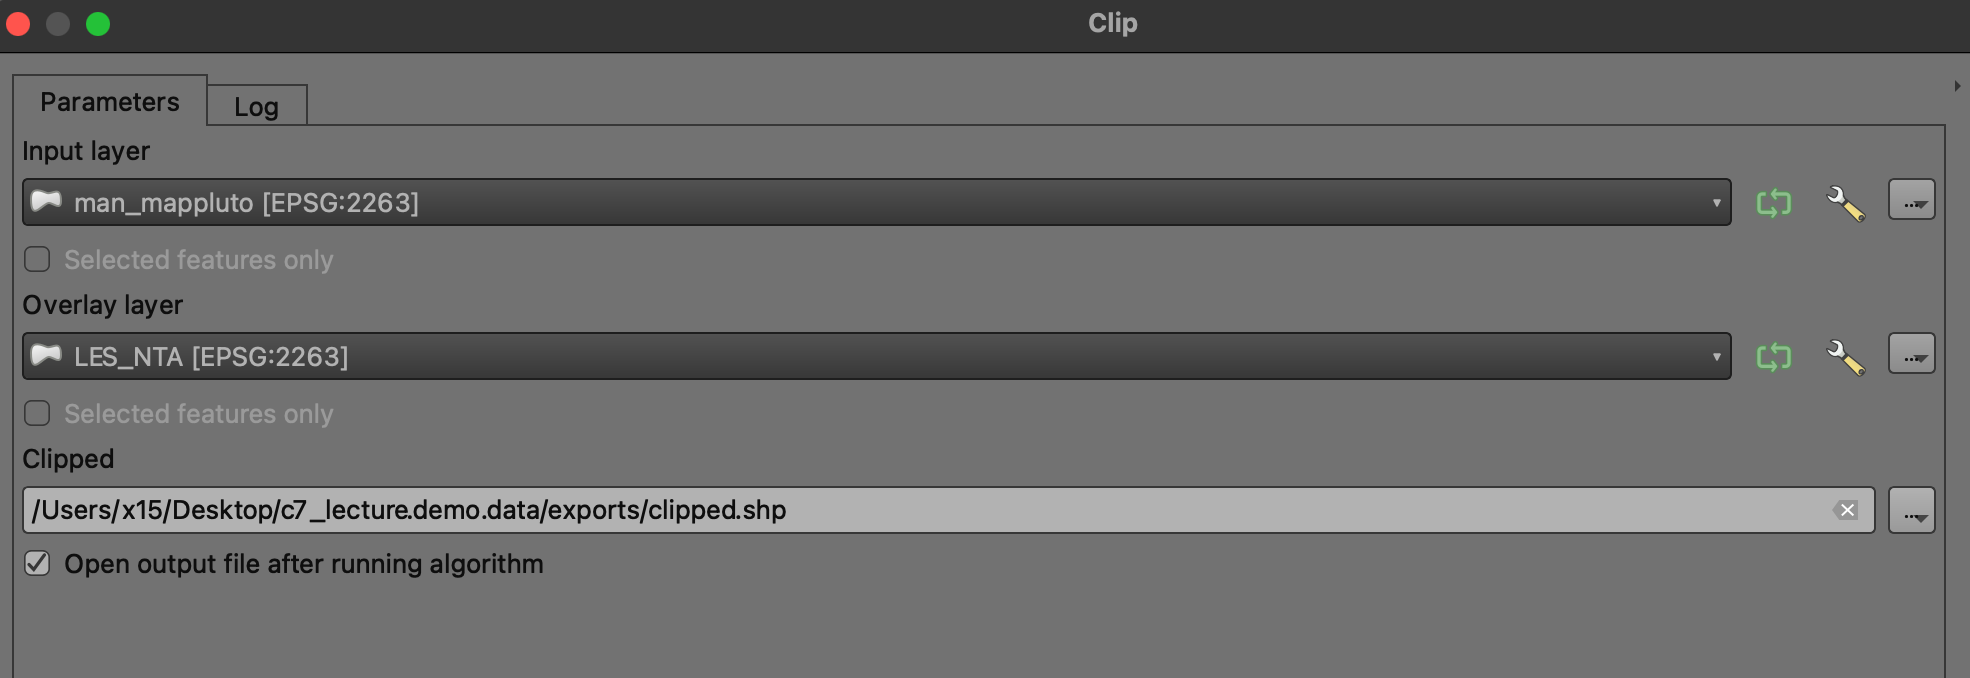 Clip
Parameters
Log
Input layer
man_mappluto [EPSG:2263]
...
Selected features only
Overlay layer
LES_NTA [EPSG:2263]
...
Selected features only
Clipped
/Users/x15/Desktop/c7_lecture.demo.data/exports/clipped.shp
...
Open output file after running algorithm